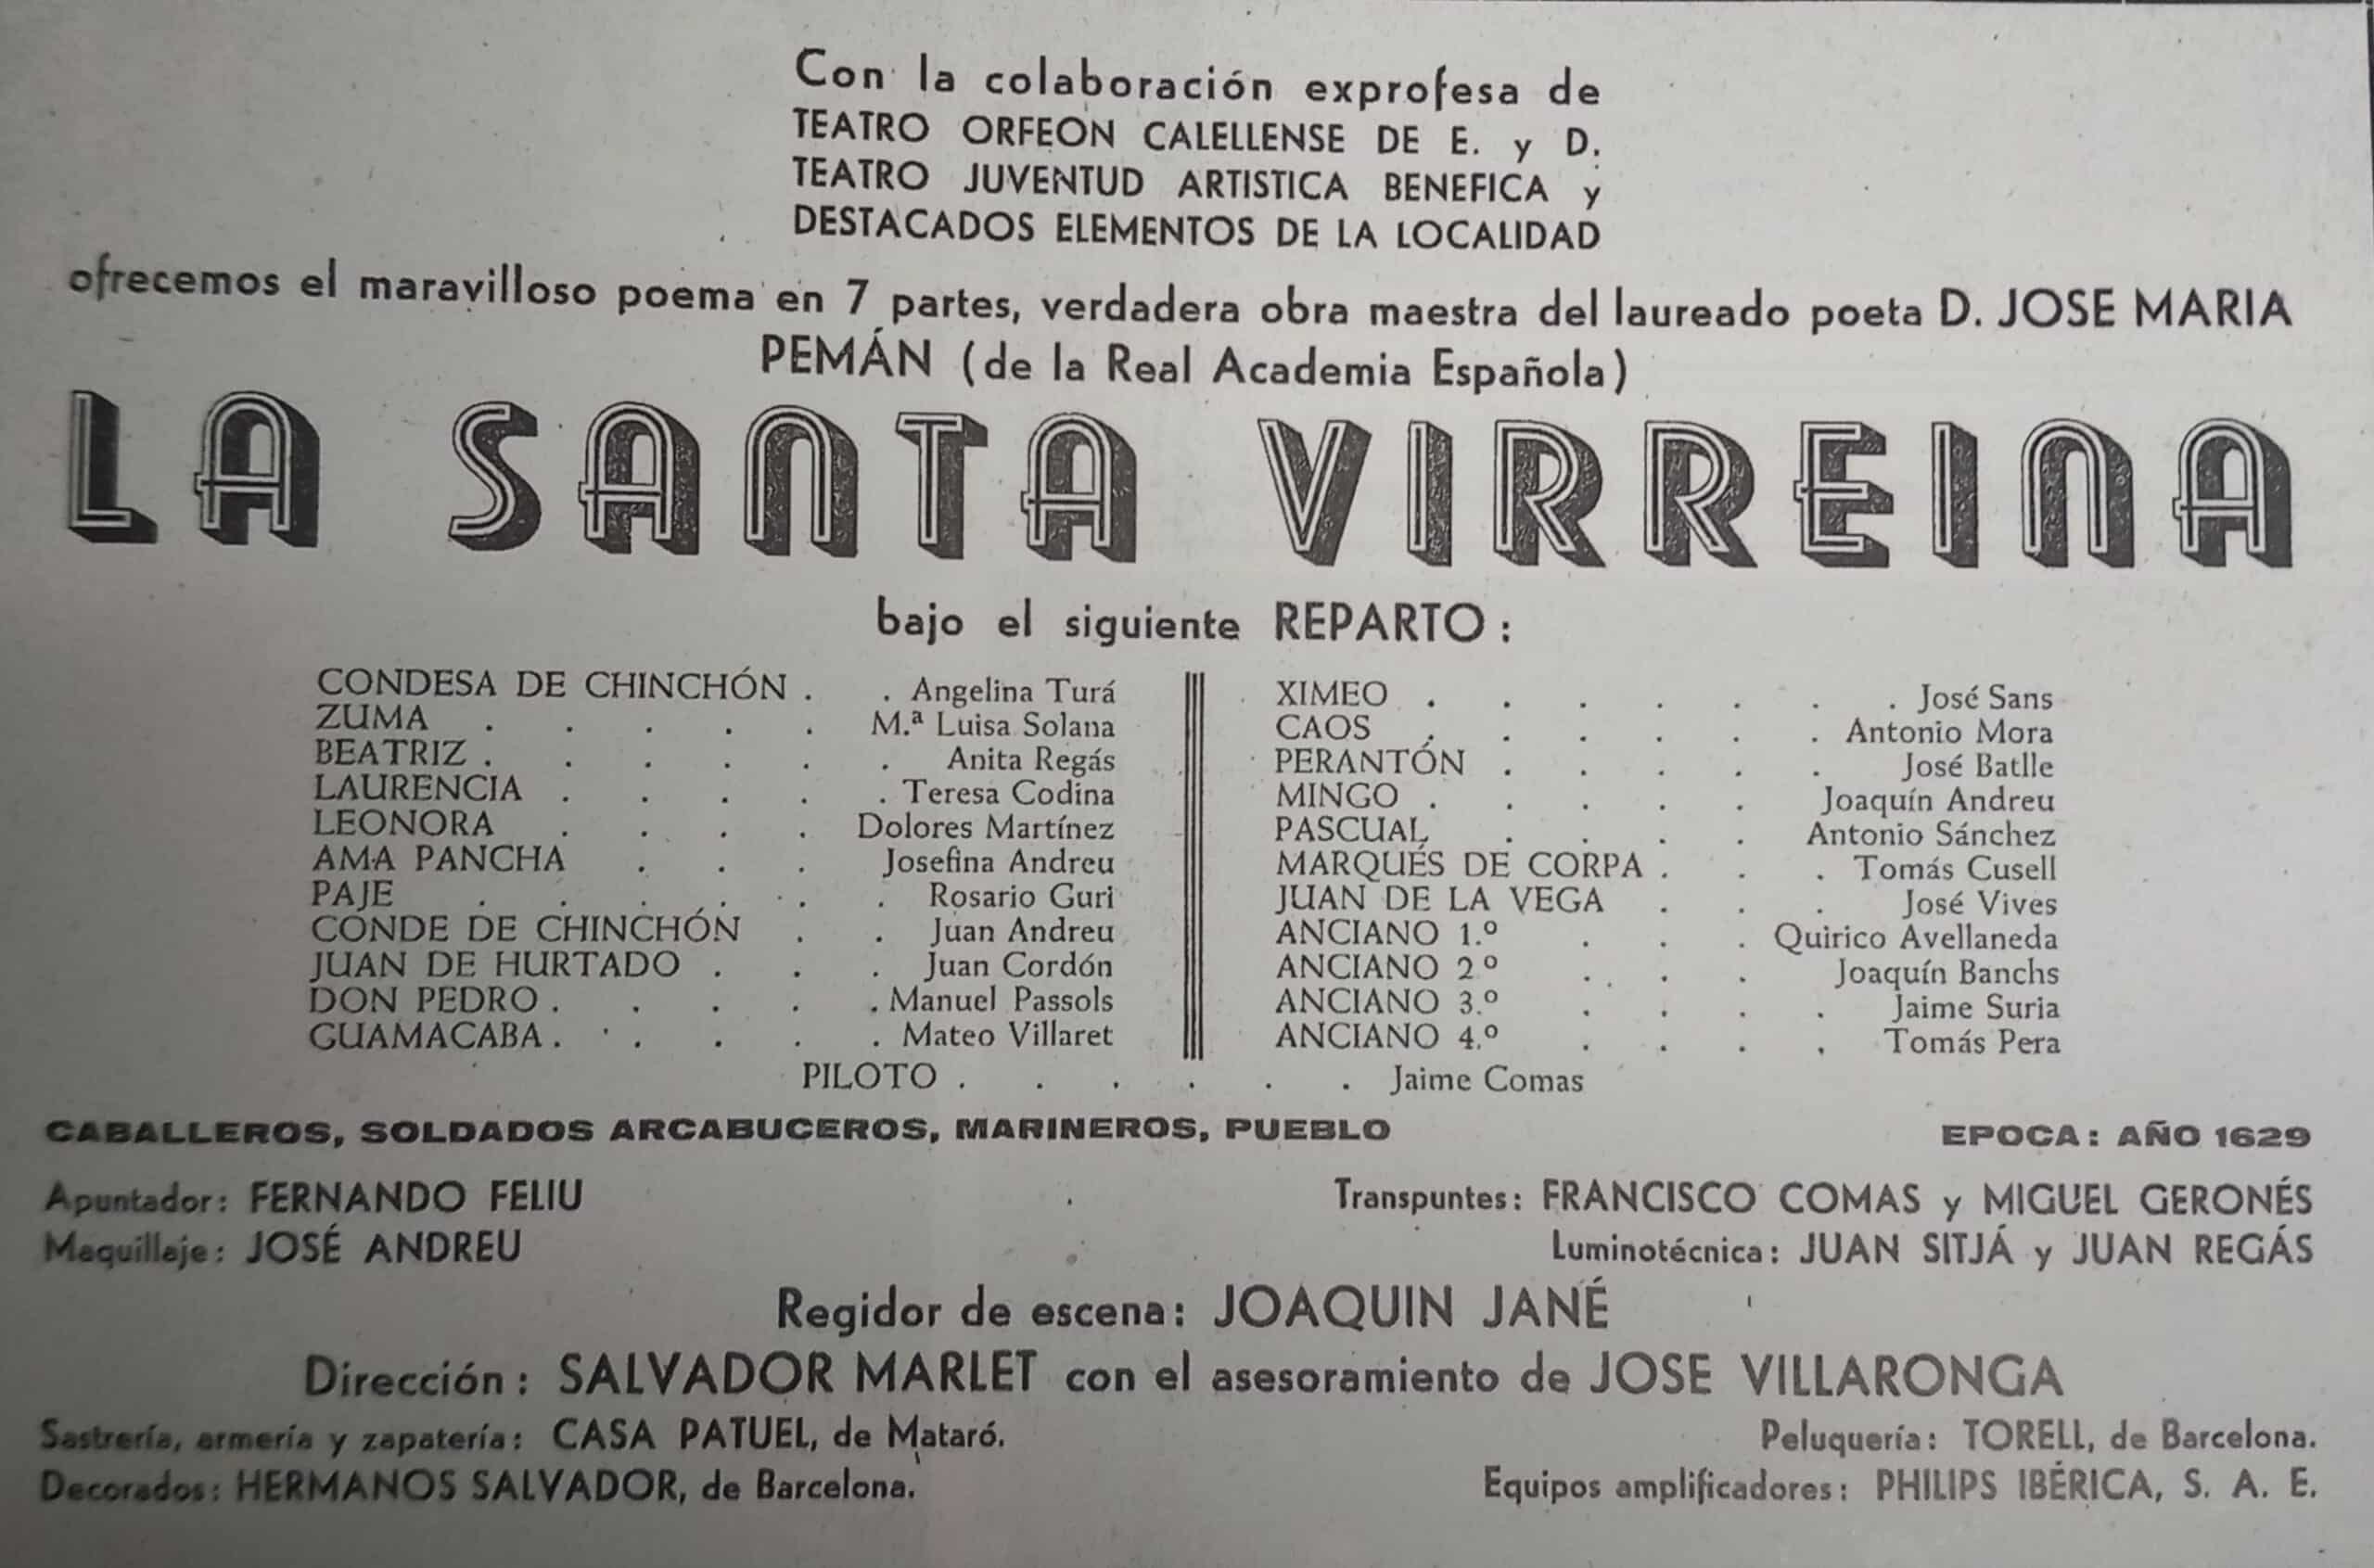 Con la colaboración exprofesa de
TEATRO ORFEON CALELLENSE DE E. y D.
TEATRO JUVENTUD ARTISTICA BENEFICA y
DESTACADOS ELEMENTOS DE LA LOCALIDAD
ofrecemos el maravilloso poema en 7 partes, verdadera obra maestra del laureado poeta D. JOSE MARIA
PEMÁN (de la Real Academia Española)
LA SANTA VIRREINA
bajo el siguiente REPARTO:
CONDESA DE CHINCHÓN . . Angelina Turá
ZUMA . . . . . M.ª Luisa Solana
BEATRIZ . . . . . . Anita Regás
LAURENCIA . . . . . Teresa Codina
LEONORA . . . . Dolores Martínez
AMA PANCHA . . . Josefina Andreu
PAJE . . . . . . Rosario Guri
CONDE DE CHINCHÓN . . Juan Andreu
JUAN DE HURTADO . . . Juan Cordón
DON PEDRO . . . . . Manuel Passols
GUAMACABA . . . . . Mateo Villaret
XIMEO . . . . . . . José Sans
CAOS . . . . . . Antonio Mora
PERANTÓN . . . . . José Batlle
MINGO . . . . . Joaquín Andreu
PASCUAL . . . . Antonio Sánchez
MARQUÉS DE CORPA . . . Tomás Cusell
JUAN DE LA VEGA . . . José Vives
ANCIANO 1.º . . . Quirico Avellaneda
ANCIANO 2º . . . . Joaquín Banchs
ANCIANO 3.º . . . . Jaime Suria
ANCIANO 4.º . . . . Tomás Pera
PILOTO . . . . . . Jaime Comas
CABALLEROS, SOLDADOS ARCABUCEROS, MARINEROS, PUEBLO EPOCA: AÑO 1629
Apuntador: FERNANDO FELIU Transpuntes: FRANCISCO COMAS y MIGUEL GERONÉS
Maquillaje: JOSÉ ANDREU Luminotécnica: JUAN SITJÁ y JUAN REGÁS
Regidor de escena: JOAQUIN JANÉ
Dirección: SALVADOR MARLET con el asesoramiento de JOSE VILLARONGA
Sastrería, armería y zapatería: CASA PATUEL, de Mataró. Peluquería: TORELL, de Barcelona.
Decorados: HERMANOS SALVADOR, de Barcelona. Equipos amplificadores: PHILIPS IBÉRICA, S. A. E.